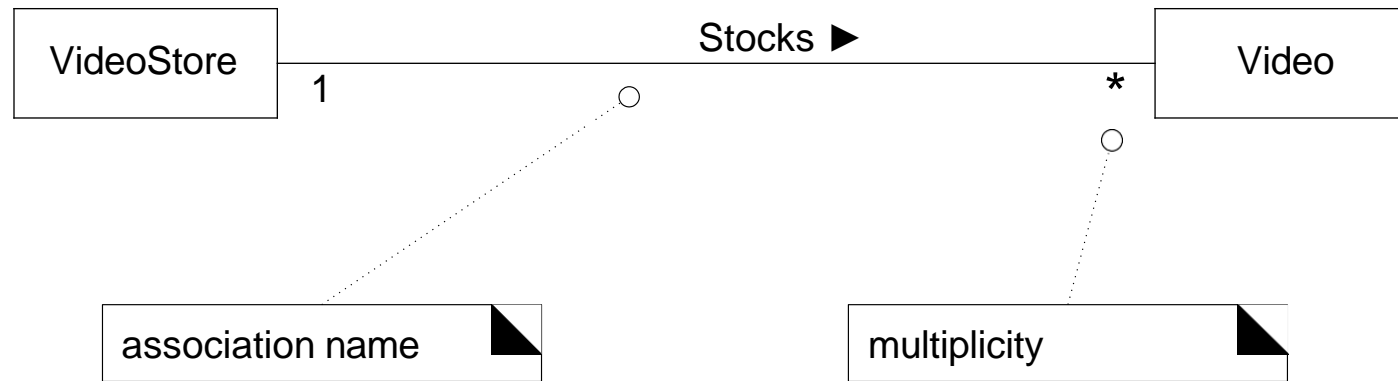 Stocks ►
VideoStore
Video
1
*
association name
multiplicity